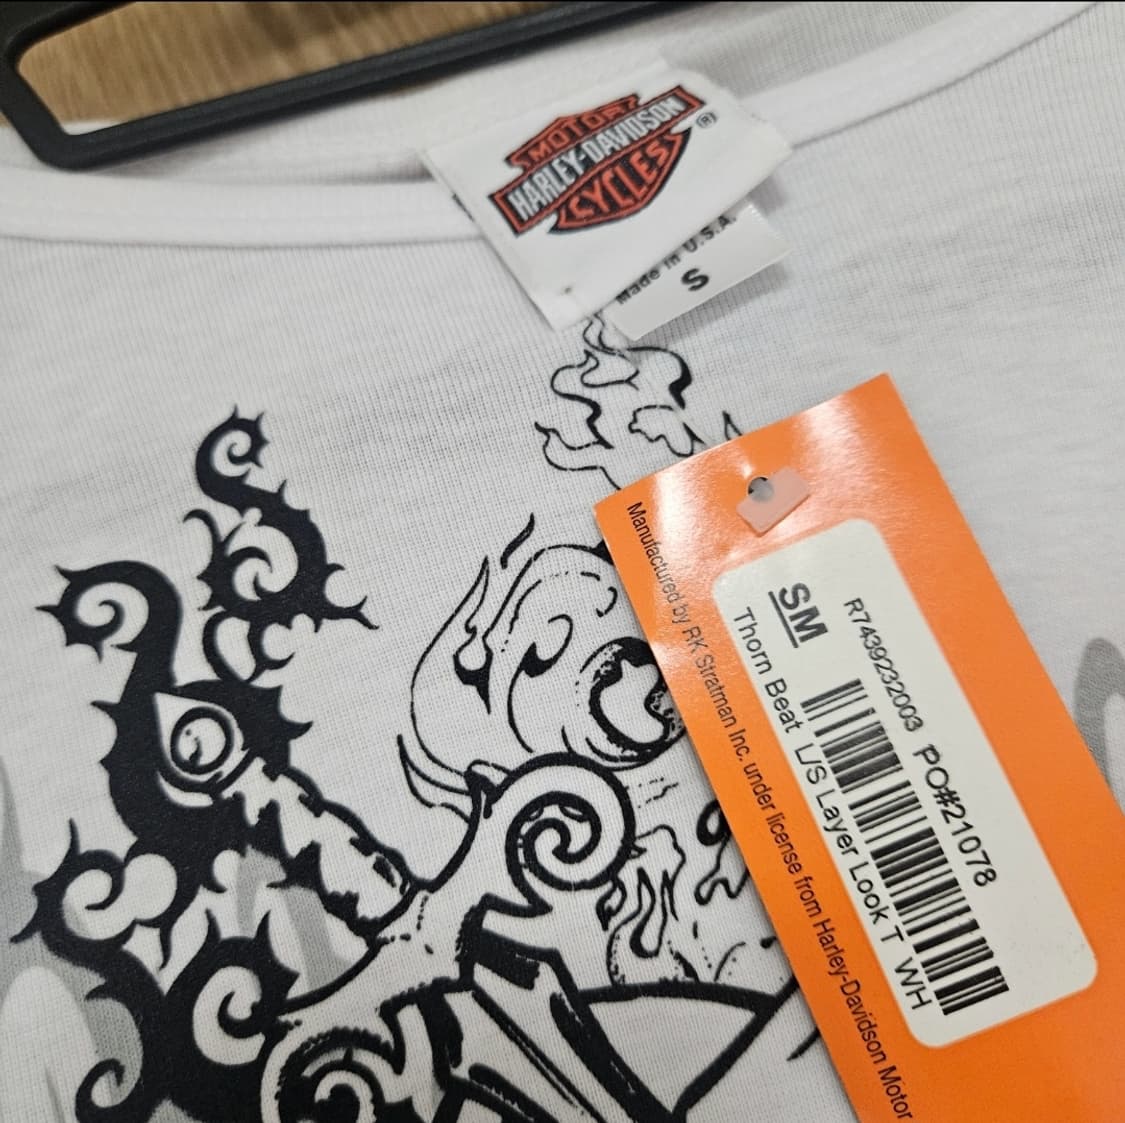 MOTOR
HARLEY-DAVIDSON
CYCLES
®
Made in U.S.A.
S
SM
R7439232003 PO#21078
Thorn Beat L/S Layer Look T WH
Manufactured by RK Stratman Inc. under license from Harley-Davidson Motor